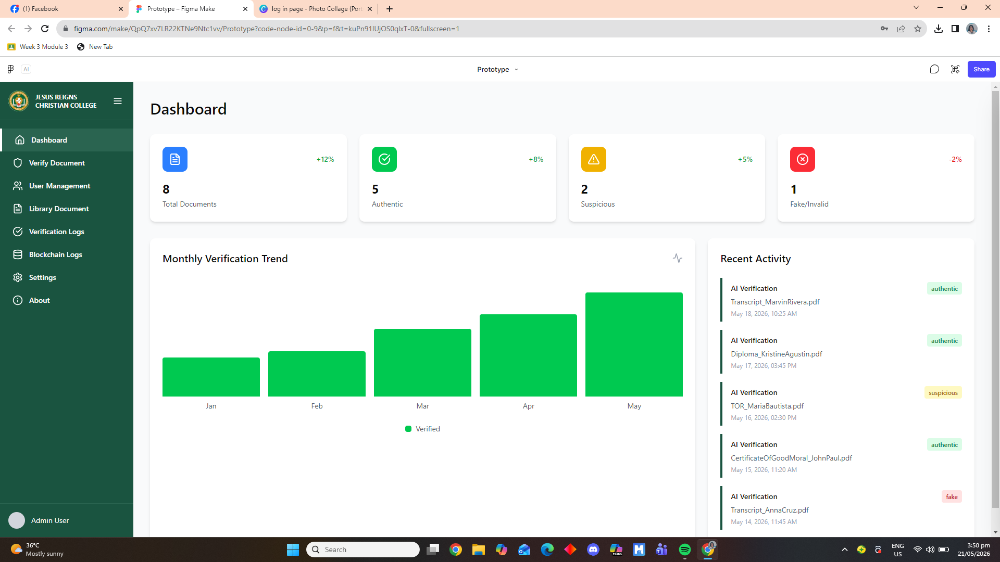 (1) Facebook
Prototype – Figma Make
log in page - Photo Collage (Port
figma.com/make/QpQ7xv7LR22KTNe9Ntc1vv/Prototype?code-node-id=0-9&p=f&t=kuPn91IUjOS0qlxT-0&fullscreen=1
Week 3 Module 3
New Tab
AI
Prototype
Share
JESUS REIGNS
CHRISTIAN COLLEGE
Dashboard
Verify Document
User Management
Library Document
Verification Logs
Blockchain Logs
Settings
About
Admin User
Dashboard
+12%
8
Total Documents
+8%
5
Authentic
+5%
2
Suspicious
-2%
1
Fake/Invalid
Monthly Verification Trend
Jan
Feb
Mar
Apr
May
Verified
Recent Activity
AI Verification
authentic
Transcript_MarvinRivera.pdf
May 18, 2026, 10:25 AM
AI Verification
authentic
Diploma_KristineAgustin.pdf
May 17, 2026, 03:45 PM
AI Verification
suspicious
TOR_MariaBautista.pdf
May 16, 2026, 02:30 PM
AI Verification
authentic
CertificateOfGoodMoral_JohnPaul.pdf
May 15, 2026, 11:20 AM
AI Verification
fake
Transcript_AnnaCruz.pdf
May 14, 2026, 11:45 AM
36°C
Mostly sunny
Search
M365
ENG
US
3:50 pm
21/05/2026